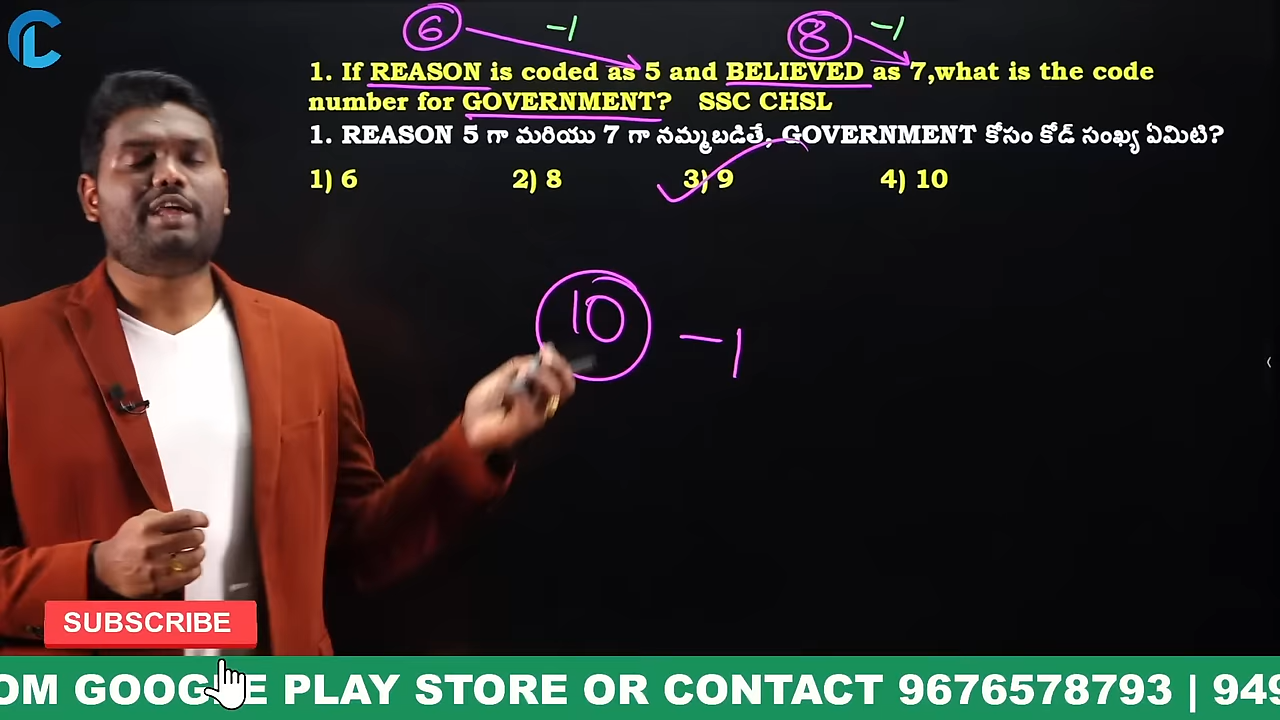 6 -1 8 -1
1. If REASON is coded as 5 and BELIEVED as 7,what is the code
number for GOVERNMENT? SSC CHSL
1. REASON 5 గా మరియు 7 గా నమ్మబడితే, GOVERNMENT కోసం కోడ్ సంఖ్య ఏమిటి?
1) 6 2) 8 3) 9 4) 10
10 -1
SUBSCRIBE
OM GOOGLE PLAY STORE OR CONTACT 9676578793 | 949